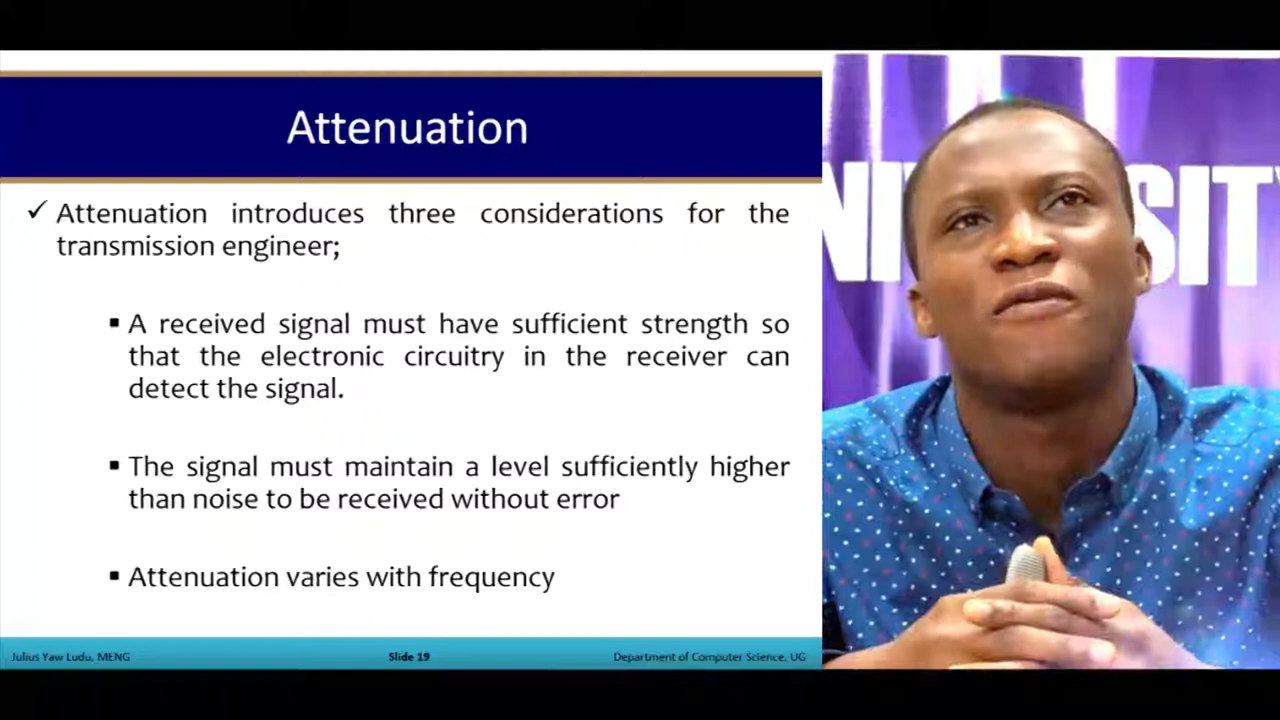 Attenuation
✓ Attenuation introduces three considerations for the
transmission engineer;
▪ A received signal must have sufficient strength so
that the electronic circuitry in the receiver can
detect the signal.
▪ The signal must maintain a level sufficiently higher
than noise to be received without error
▪ Attenuation varies with frequency
Julius Yaw Ludu, MENG
Slide 19
Department of Computer Science, UG
NI SIT